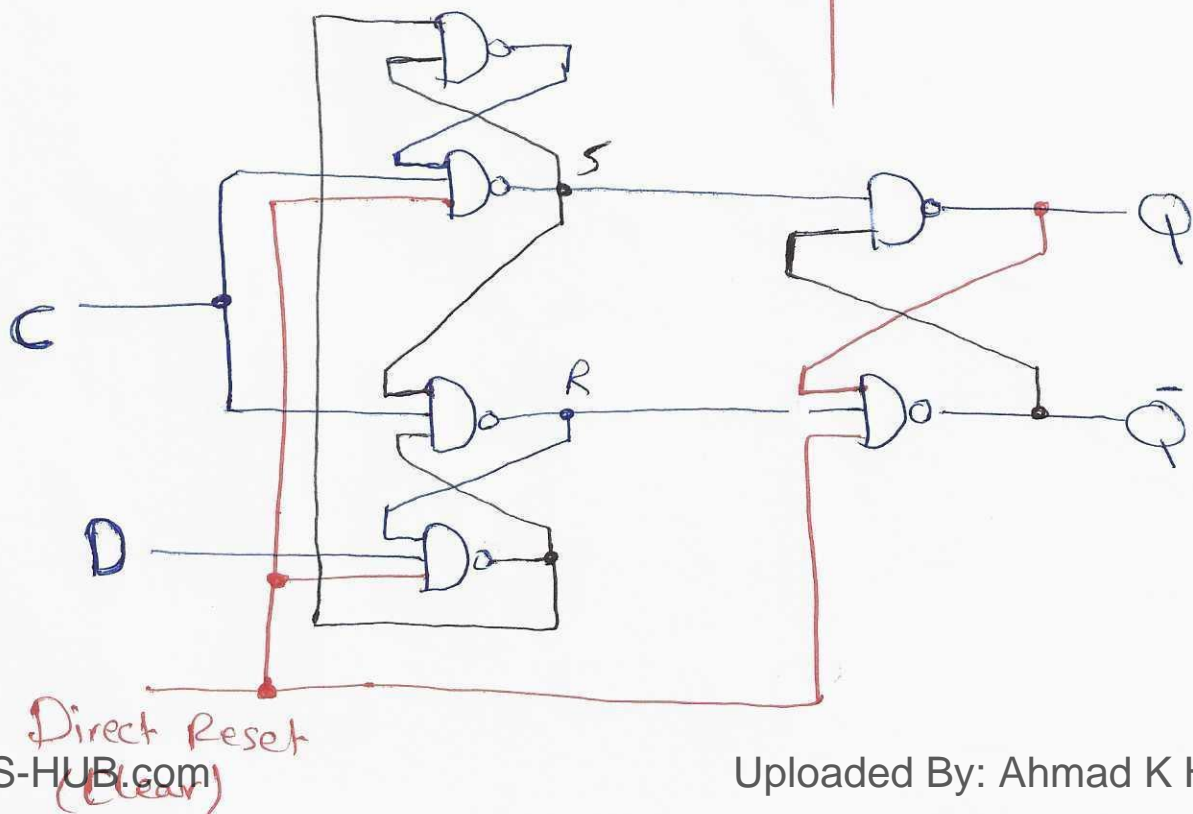 S
Q
C
R
Q̄
D
Direct Reset
(Clear)
S-HUB.com
Uploaded By: Ahmad K H